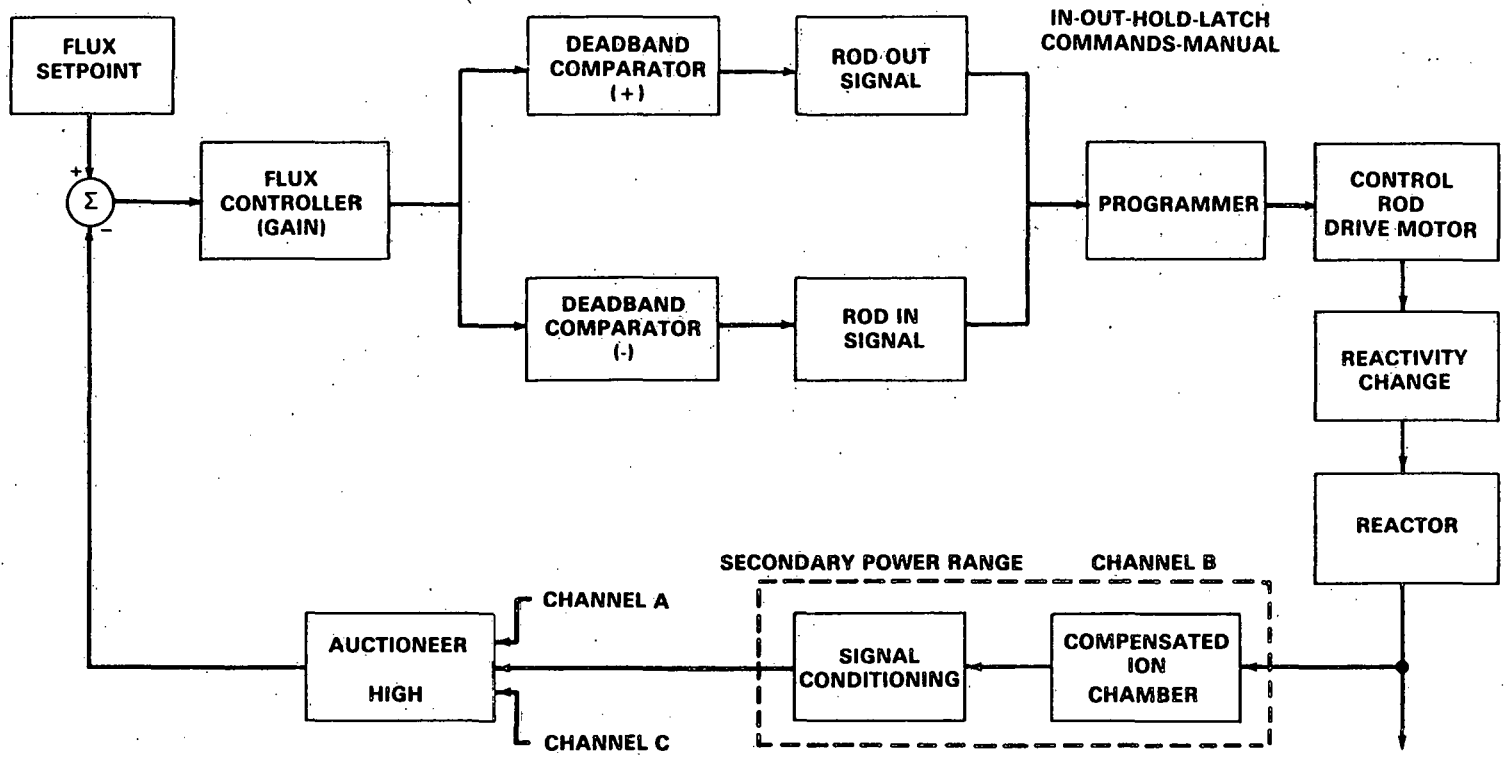 FLUX
SETPOINT
+
Σ
−
FLUX
CONTROLLER
(GAIN)
DEADBAND
COMPARATOR
(+)
ROD OUT
SIGNAL
DEADBAND
COMPARATOR
(-)
ROD IN
SIGNAL
IN-OUT-HOLD-LATCH
COMMANDS-MANUAL
PROGRAMMER
CONTROL
ROD
DRIVE MOTOR
REACTIVITY
CHANGE
REACTOR
SECONDARY POWER RANGE
CHANNEL B
COMPENSATED
ION
CHAMBER
SIGNAL
CONDITIONING
CHANNEL A
AUCTIONEER
HIGH
CHANNEL C